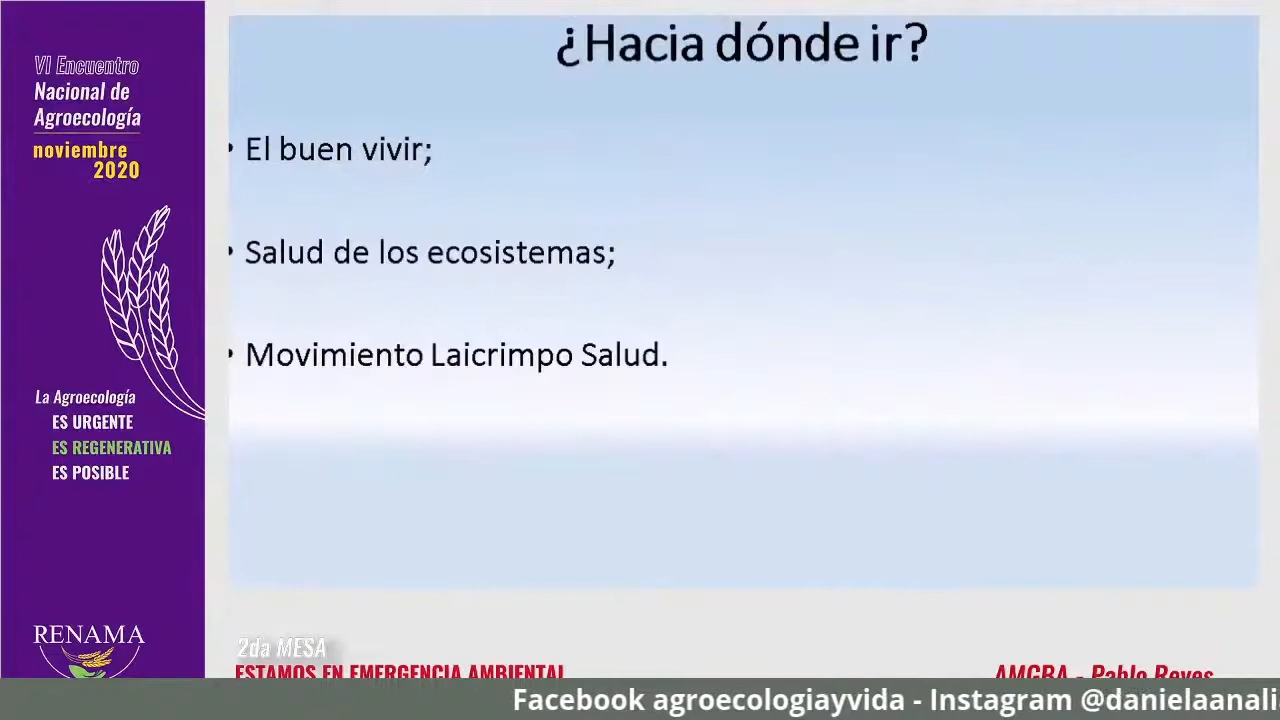 VI Encuentro
Nacional de
Agroecología
noviembre
2020
La Agroecología
ES URGENTE
ES REGENERATIVA
ES POSIBLE
RENAMA
¿Hacia dónde ir?
• El buen vivir;
• Salud de los ecosistemas;
• Movimiento Laicrimpo Salud.
2da MESA
ESTAMOS EN EMERGENCIA AMBIENTAL
AMGBA - Pablo Reyes
Facebook agroecologiayvida - Instagram @danielaanali